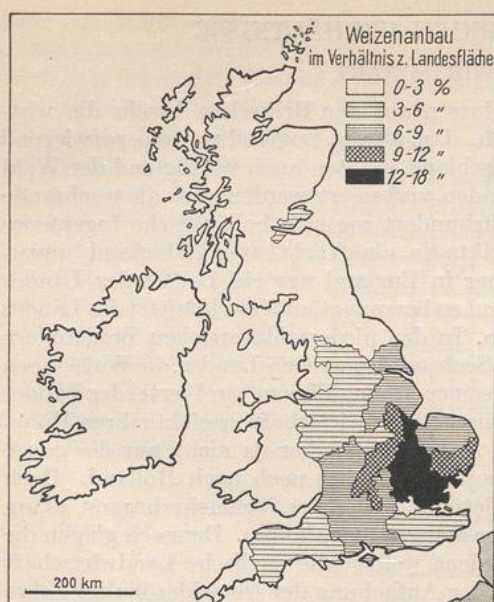 Weizenanbau
im Verhältnis z. Landesfläche
0-3 %
3-6 "
6-9 "
9-12 "
12-18 "
200 km